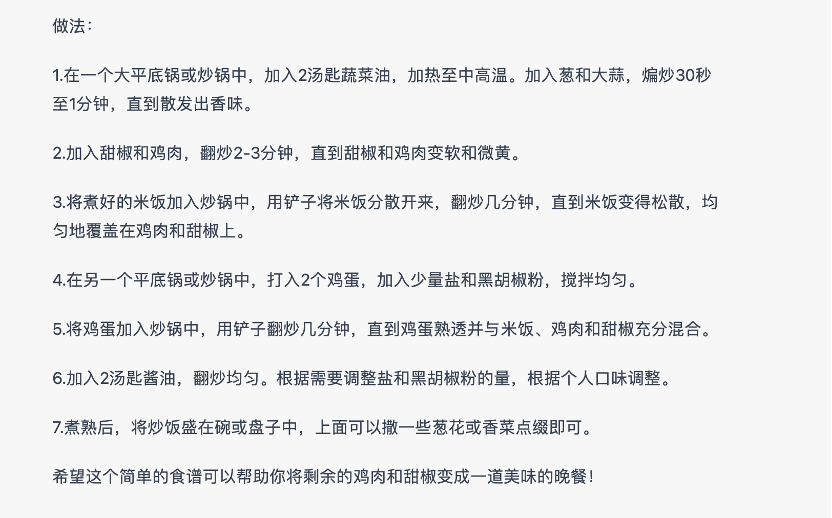 做法：
1.在一个大平底锅或炒锅中，加入2汤匙蔬菜油，加热至中高温。加入葱和大蒜，煸炒30秒
至1分钟，直到散发出香味。
2.加入甜椒和鸡肉，翻炒2-3分钟，直到甜椒和鸡肉变软和微黄。
3.将煮好的米饭加入炒锅中，用铲子将米饭分散开来，翻炒几分钟，直到米饭变得松散，均
匀地覆盖在鸡肉和甜椒上。
4.在另一个平底锅或炒锅中，打入2个鸡蛋，加入少量盐和黑胡椒粉，搅拌均匀。
5.将鸡蛋加入炒锅中，用铲子翻炒几分钟，直到鸡蛋熟透并与米饭、鸡肉和甜椒充分混合。
6.加入2汤匙酱油，翻炒均匀。根据需要调整盐和黑胡椒粉的量，根据个人口味调整。
7.煮熟后，将炒饭盛在碗或盘子中，上面可以撒一些葱花或香菜点缀即可。
希望这个简单的食谱可以帮助你将剩余的鸡肉和甜椒变成一道美味的晚餐！